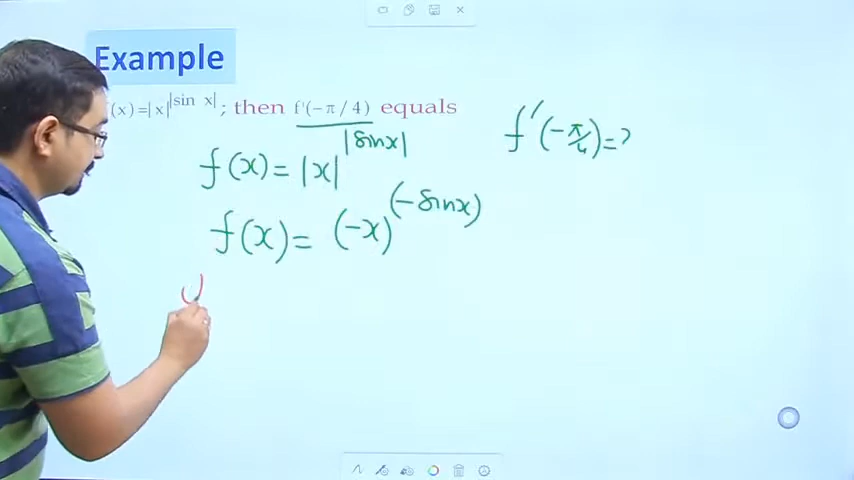 Example
(x)=|x|^|sin x| ; then f'(−π/4) equals
f'(-π/4)=?
f(x)= |x|^|sinx|
f(x)= (-x)^(-sinx)
y